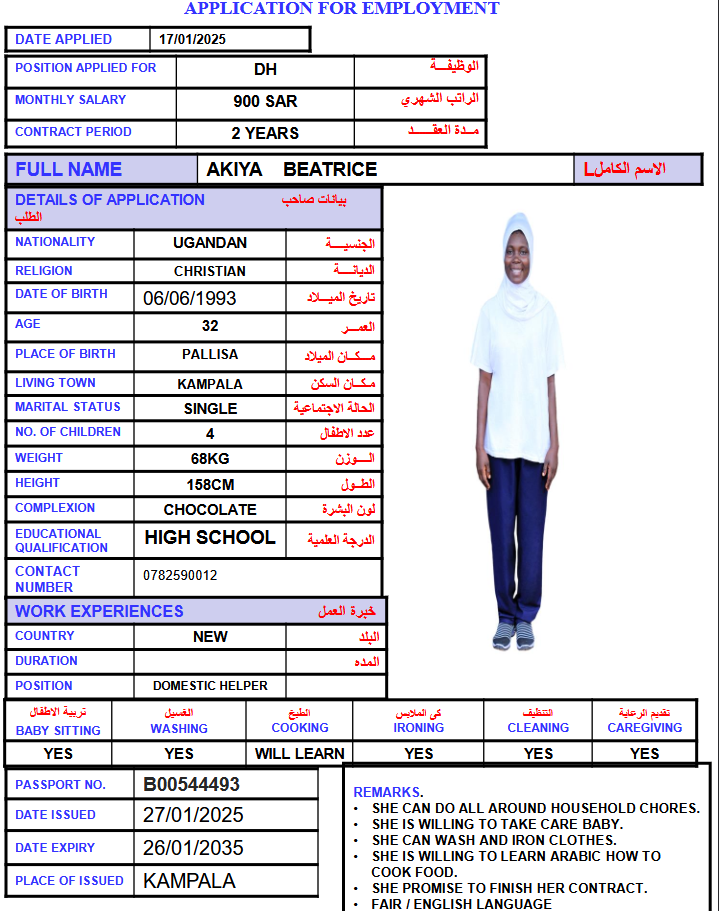 APPLICATION FOR EMPLOYMENT
DATE APPLIED 17/01/2025
POSITION APPLIED FOR DH الوظيفـــة
MONTHLY SALARY 900 SAR الراتب الشهري
CONTRACT PERIOD 2 YEARS مــدة العقــــد
FULL NAME AKIYA BEATRICE الاسم الكاملL
DETAILS OF APPLICATION بيانات صاحب
الطلب
NATIONALITY UGANDAN الجنسيــــة
RELIGION CHRISTIAN الديانــــة
DATE OF BIRTH 06/06/1993 تاريخ الميـــلاد
AGE 32 العمــر
PLACE OF BIRTH PALLISA مــكان الميلاد
LIVING TOWN KAMPALA مكــان السكن
MARITAL STATUS SINGLE الحالة الاجتماعية
NO. OF CHILDREN 4 عدد الاطفال
WEIGHT 68KG الـــوزن
HEIGHT 158CM الطــول
COMPLEXION CHOCOLATE لون البشرة
EDUCATIONAL QUALIFICATION HIGH SCHOOL الدرجة العلمية
CONTACT NUMBER 0782590012
WORK EXPERIENCES خبرة العمل
COUNTRY NEW البلد
DURATION المده
POSITION DOMESTIC HELPER
تربية الاطفال الغسيل الطبخ كى الملابس التنظيف تقديم الرعاية
BABY SITTING WASHING COOKING IRONING CLEANING CAREGIVING
YES YES WILL LEARN YES YES YES
PASSPORT NO. B00544493
DATE ISSUED 27/01/2025
DATE EXPIRY 26/01/2035
PLACE OF ISSUED KAMPALA
REMARKS.
• SHE CAN DO ALL AROUND HOUSEHOLD CHORES.
• SHE IS WILLING TO TAKE CARE BABY.
• SHE CAN WASH AND IRON CLOTHES.
• SHE IS WILLING TO LEARN ARABIC HOW TO
COOK FOOD.
• SHE PROMISE TO FINISH HER CONTRACT.
• FAIR / ENGLISH LANGUAGE